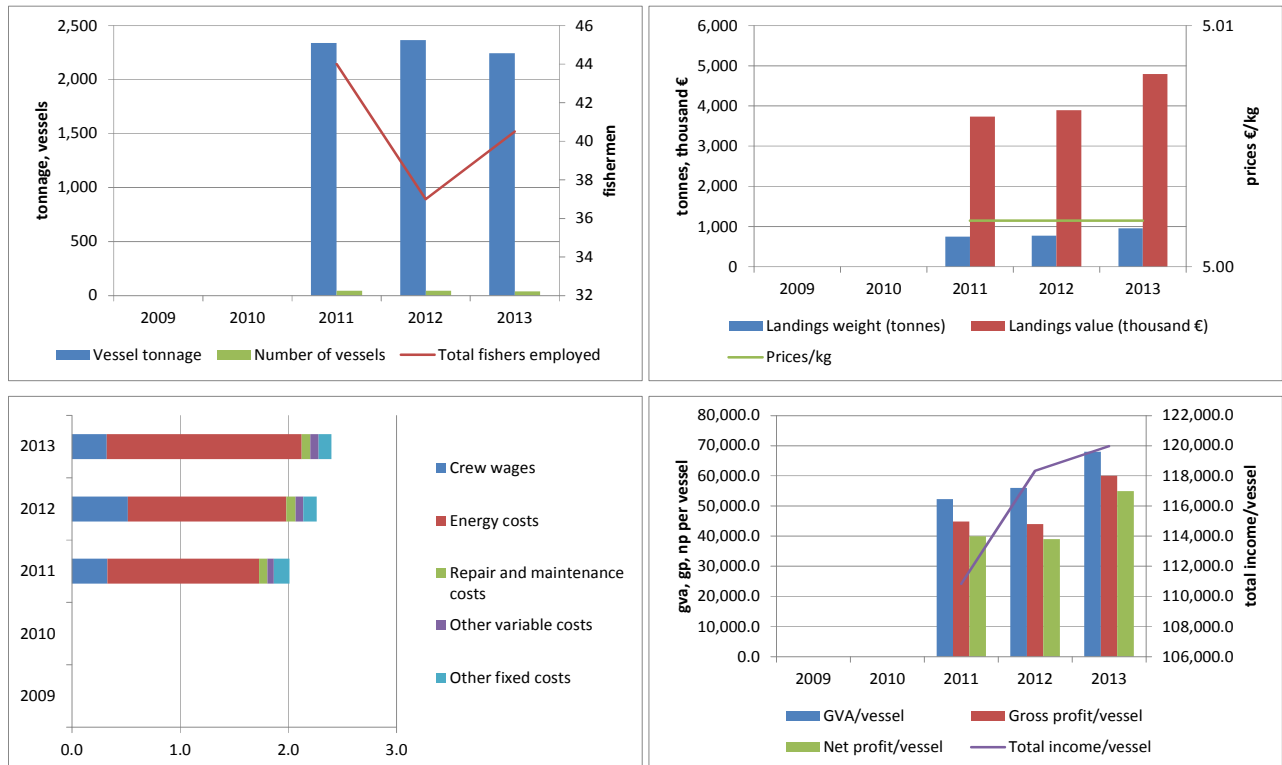 2,500
2,000
1,500
1,000
500
0
tonnage, vessels
46
44
42
40
38
36
34
32
fishermen
2009 2010 2011 2012 2013
Vessel tonnage Number of vessels Total fishers employed
6,000
5,000
4,000
3,000
2,000
1,000
0
tonnes, thousand €
5.01
5.00
prices €/kg
2009 2010 2011 2012 2013
Landings weight (tonnes) Landings value (thousand €)
Prices/kg
2013
2012
2011
2010
2009
0.0 1.0 2.0 3.0
Crew wages
Energy costs
Repair and maintenance
costs
Other variable costs
Other fixed costs
80,000.0
70,000.0
60,000.0
50,000.0
40,000.0
30,000.0
20,000.0
10,000.0
0.0
gva, gp, np per vessel
122,000.0
120,000.0
118,000.0
116,000.0
114,000.0
112,000.0
110,000.0
108,000.0
106,000.0
total income/vessel
2009 2010 2011 2012 2013
GVA/vessel Gross profit/vessel
Net profit/vessel Total income/vessel